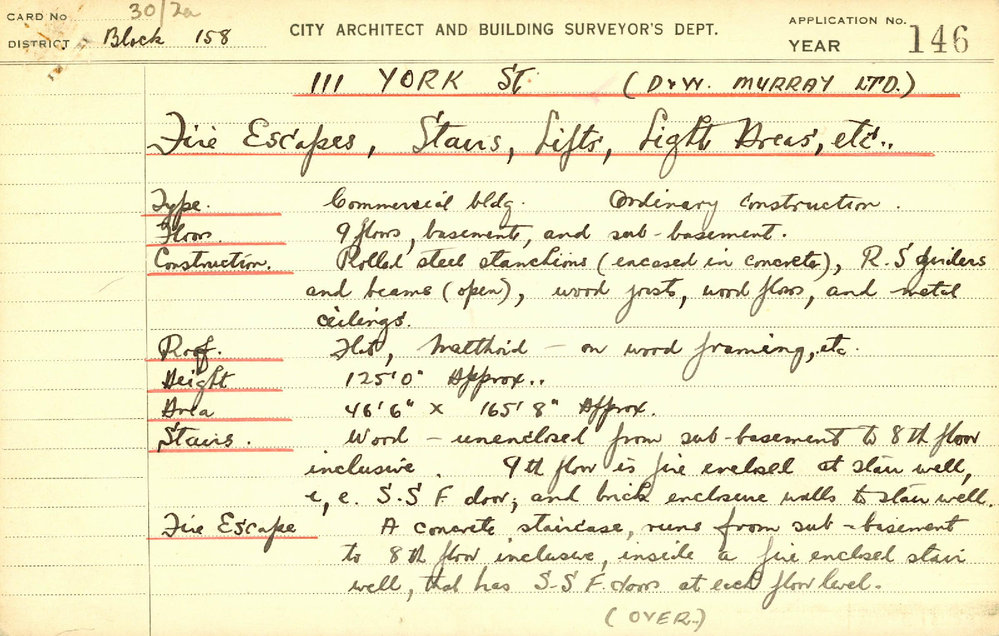 CARD No 30/2a
DISTRICT Block 158
CITY ARCHITECT AND BUILDING SURVEYOR'S DEPT.
APPLICATION No.
YEAR 146
111 YORK ST (D & W. MURRAY LTD.)
Fire Escapes, Stairs, Lifts, Light Areas, etc..
Type. Commercial bldg. Ordinary Construction.
Floors. 9 floors, basements, and sub-basement.
Construction. Rolled steel stanchions (encased in concrete), R.S girders
and beams (open), wood joists, wood floors, and metal
ceilings.
Roof. Flat, Malthoid - on wood framing, etc.
Height 125'0" Approx..
Area 46'6" x 165'8" Approx.
Stairs. Wood - unenclosed from sub-basement to 8th floor
inclusive. 9th floor is fire enclosed at stair well,
i.e. S.S F door, and brick enclosure walls to stair well.
Fire Escape A concrete staircase, runs from sub-basement
to 8th floor inclusive, inside a fire enclosed stair
well, that has S-S F doors at each floor level.
(OVER.)